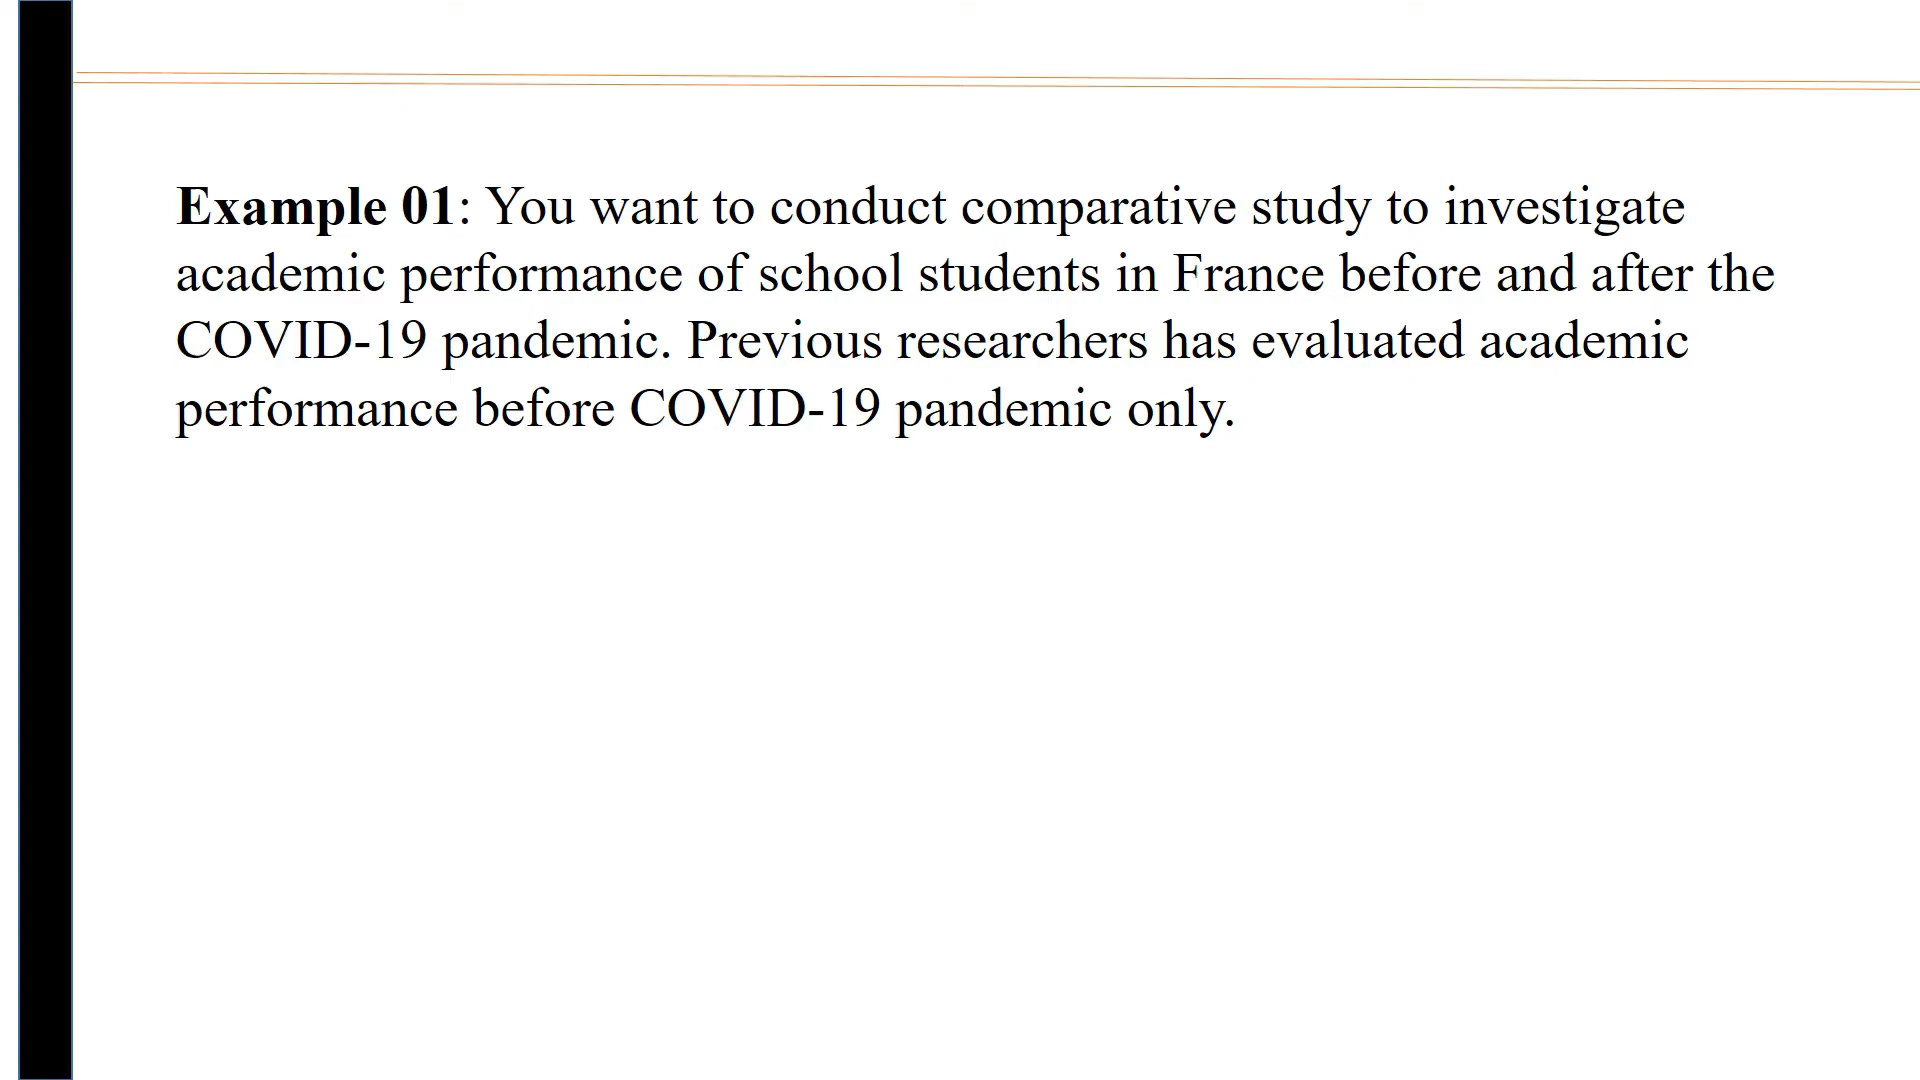 Example 01: You want to conduct comparative study to investigate
academic performance of school students in France before and after the
COVID-19 pandemic. Previous researchers has evaluated academic
performance before COVID-19 pandemic only.